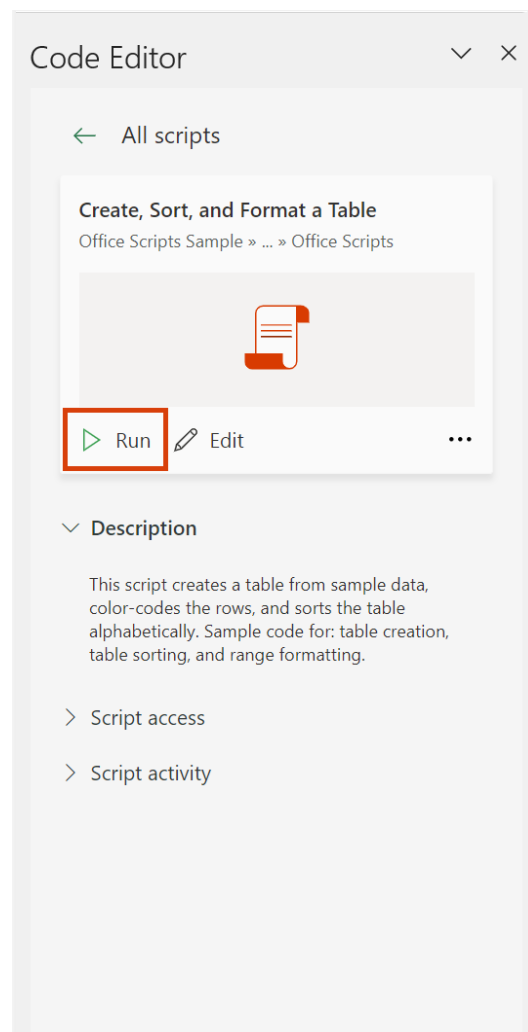 Code Editor
All scripts
Create, Sort, and Format a Table
Office Scripts Sample » ... » Office Scripts
Run Edit
Description
This script creates a table from sample data,
color-codes the rows, and sorts the table
alphabetically. Sample code for: table creation,
table sorting, and range formatting.
Script access
Script activity